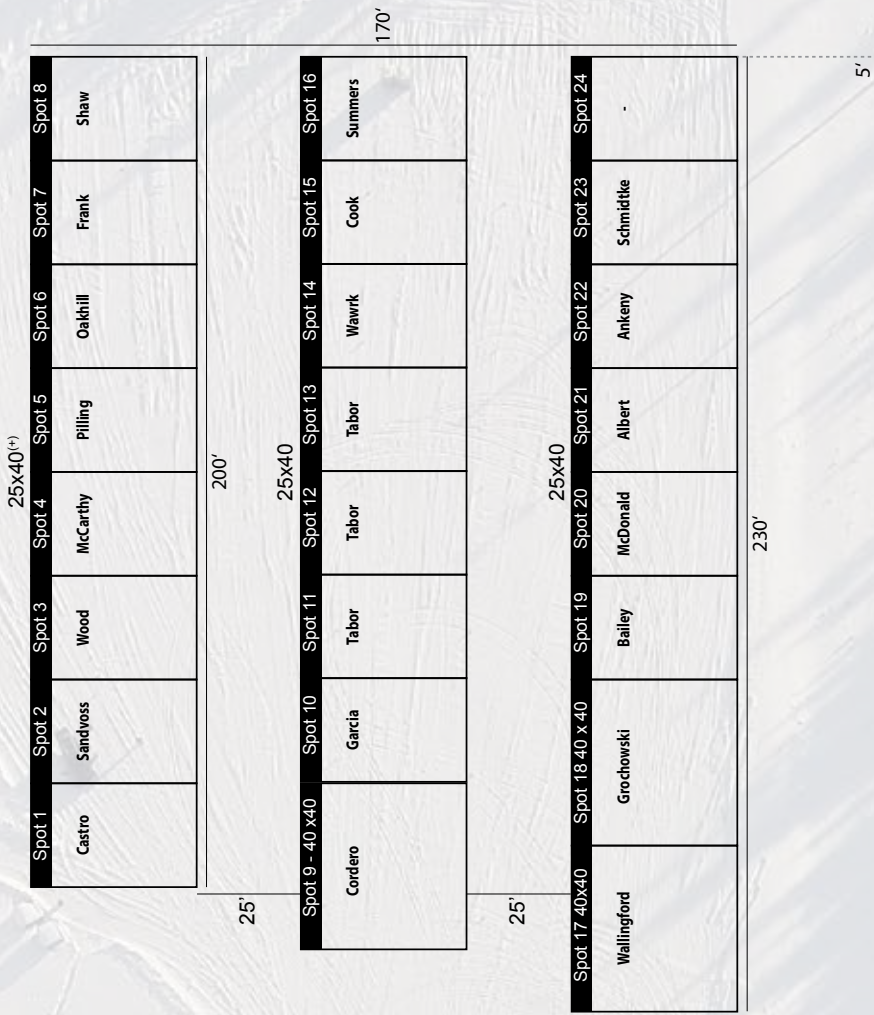 25x40(+)
Spot 1
Castro
Spot 2
Sandvoss
Spot 3
Wood
Spot 4
McCarthy
Spot 5
Pilling
Spot 6
Oakhill
Spot 7
Frank
Spot 8
Shaw
200‘
170‘
25’
25x40
Spot 9 - 40 x40
Cordero
Spot 10
Garcia
Spot 11
Tabor
Spot 12
Tabor
Spot 13
Tabor
Spot 14
Wawrk
Spot 15
Cook
Spot 16
Summers
25’
25x40
Spot 17 40x40
Wallingford
Spot 18 40 x 40
Grochowski
Spot 19
Bailey
Spot 20
McDonald
Spot 21
Albert
Spot 22
Ankeny
Spot 23
Schmidtke
Spot 24
-
230‘
5‘